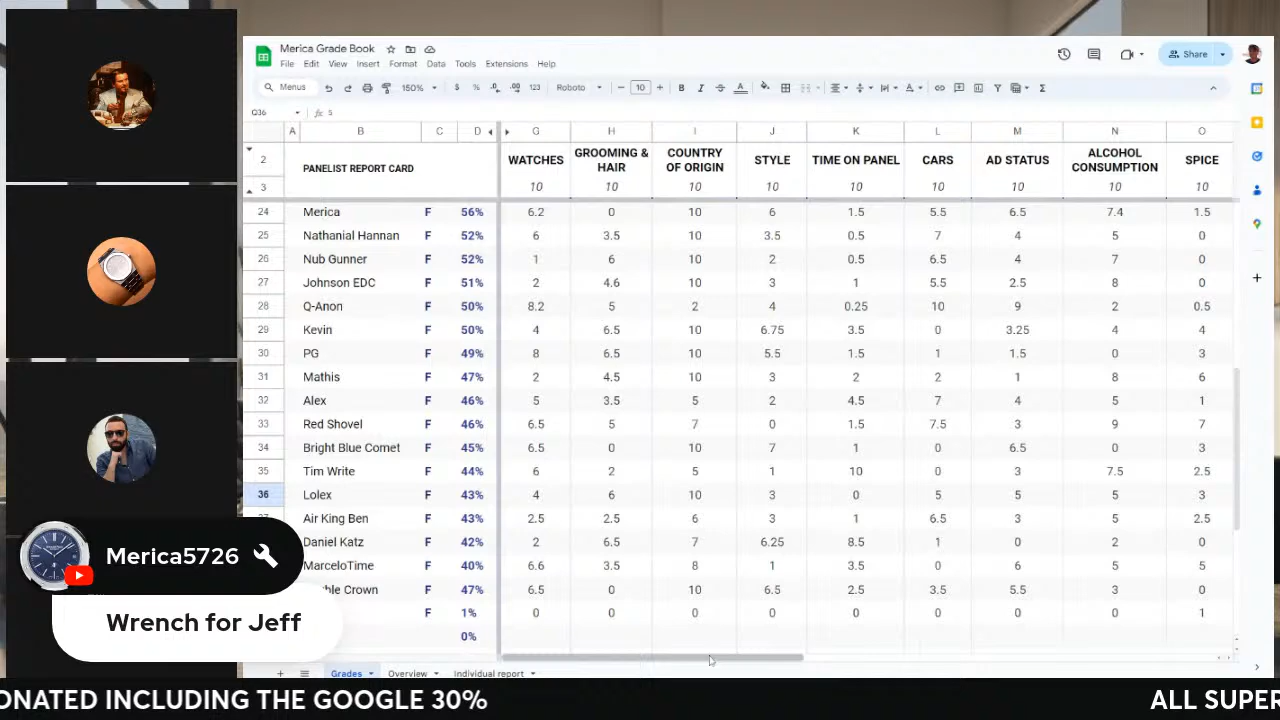 Merica Grade Book
File Edit View Insert Format Data Tools Extensions Help
Share
Menus 150% $ % .0 .00 123 Roboto 10 B I A
Q36 fx 5
A B C D G H I J K L M N O
2 PANELIST REPORT CARD WATCHES GROOMING & HAIR COUNTRY OF ORIGIN STYLE TIME ON PANEL CARS AD STATUS ALCOHOL CONSUMPTION SPICE
3 10 10 10 10 10 10 10 10 10
24 Merica F 56% 6.2 0 10 6 1.5 5.5 6.5 7.4 1.5
25 Nathanial Hannan F 52% 6 3.5 10 3.5 0.5 7 4 5 0
26 Nub Gunner F 52% 1 6 10 2 0.5 6.5 4 7 0
27 Johnson EDC F 51% 2 4.6 10 3 1 5.5 2.5 8 0
28 Q-Anon F 50% 8.2 5 2 4 0.25 10 9 2 0.5
29 Kevin F 50% 4 6.5 10 6.75 3.5 0 3.25 4 4
30 PG F 49% 8 6.5 10 5.5 1.5 1 1.5 0 3
31 Mathis F 47% 2 4.5 10 3 2 2 1 8 6
32 Alex F 46% 5 3.5 5 2 4.5 7 4 5 1
33 Red Shovel F 46% 6.5 5 7 0 1.5 7.5 3 9 7
34 Bright Blue Comet F 45% 6.5 0 10 7 1 0 6.5 0 3
35 Tim Write F 44% 6 2 5 1 10 0 3 7.5 2.5
36 Lolex F 43% 4 6 10 3 0 5 5 5 3
Air King Ben F 43% 2.5 2.5 6 3 1 6.5 3 5 2.5
Daniel Katz F 42% 2 6.5 7 6.25 8.5 1 0 2 0
MarceloTime F 40% 6.6 3.5 8 1 3.5 0 6 5 5
Crown F 47% 6.5 0 10 6.5 2.5 3.5 5.5 3 0
F 1% 0 0 0 0 0 0 0 0 1
0%
Grades Overview Individual report
Merica5726
Wrench for Jeff
ONATED INCLUDING THE GOOGLE 30% ALL SUPER